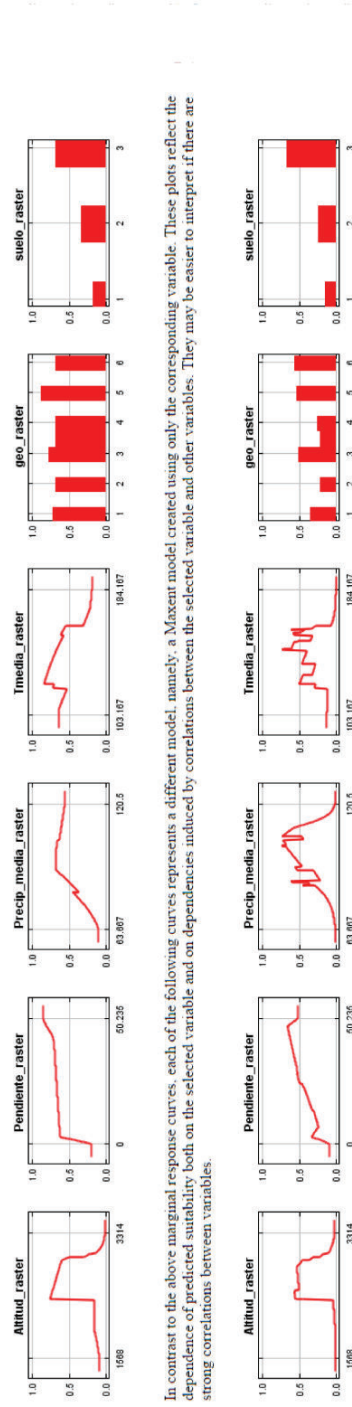 Altitud_raster Pendiente_raster Precip_media_raster Tmedia_raster geo_raster suelo_raster
1.0 1.0 1.0 1.0 1.0 1.0
0.5 0.5 0.5 0.5 0.5 0.5
0.0 0.0 0.0 0.0 0.0 0.0
1568 3314 0 50.236 63.667 120.5 103.167 184.167 1 2 3 4 5 6 1 2 3
In contrast to the above marginal response curves, each of the following curves represents a different model, namely, a Maxent model created using only the corresponding variable. These plots reflect the
dependence of predicted suitability both on the selected variable and on dependencies induced by correlations between the selected variable and other variables. They may be easier to interpret if there are
strong correlations between variables.
Altitud_raster Pendiente_raster Precip_media_raster Tmedia_raster geo_raster suelo_raster
1.0 1.0 1.0 1.0 1.0 1.0
0.5 0.5 0.5 0.5 0.5 0.5
0.0 0.0 0.0 0.0 0.0 0.0
1568 3314 0 50.236 63.667 120.5 103.167 184.167 1 2 3 4 5 6 1 2 3